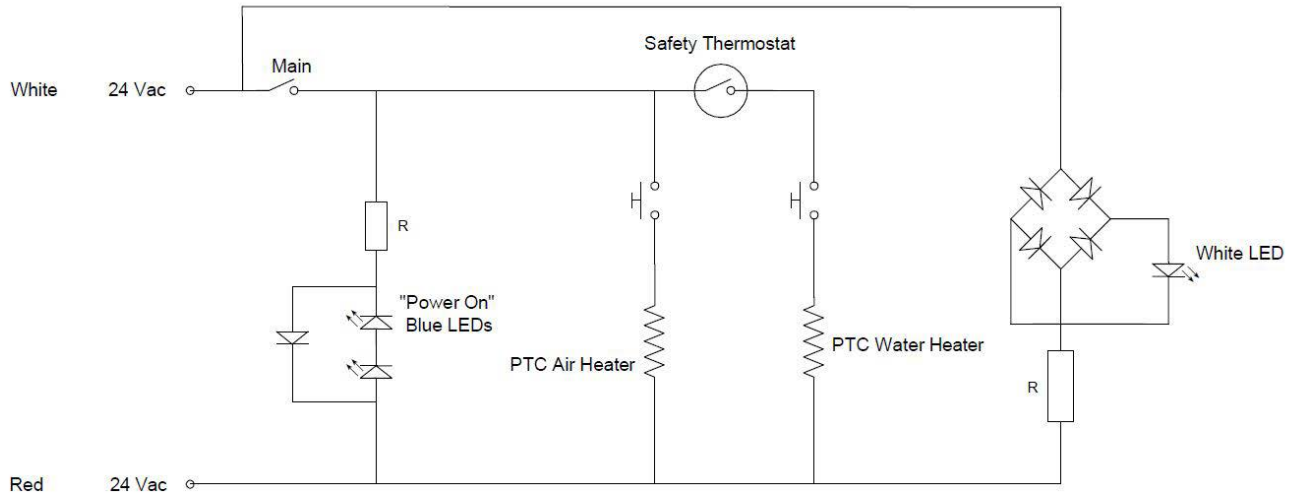 Safety Thermostat
Main
White 24 Vac
R
White LED
"Power On"
Blue LEDs
PTC Air Heater
PTC Water Heater
R
Red 24 Vac